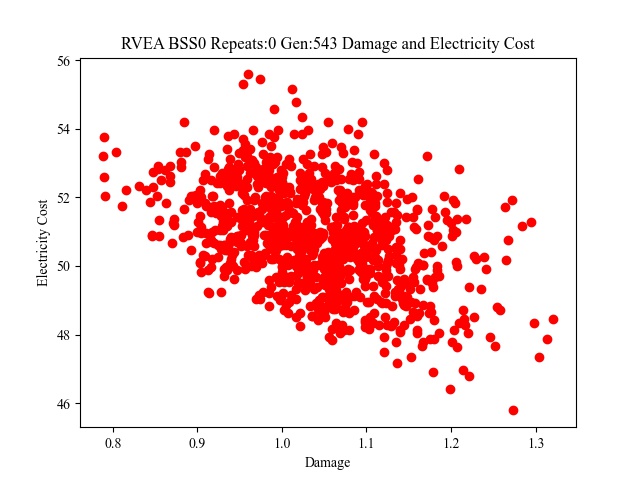 RVEA BSS0 Repeats:0 Gen:543 Damage and Electricity Cost
56
54
52
50
48
46
Electricity Cost
0.8 0.9 1.0 1.1 1.2 1.3
Damage